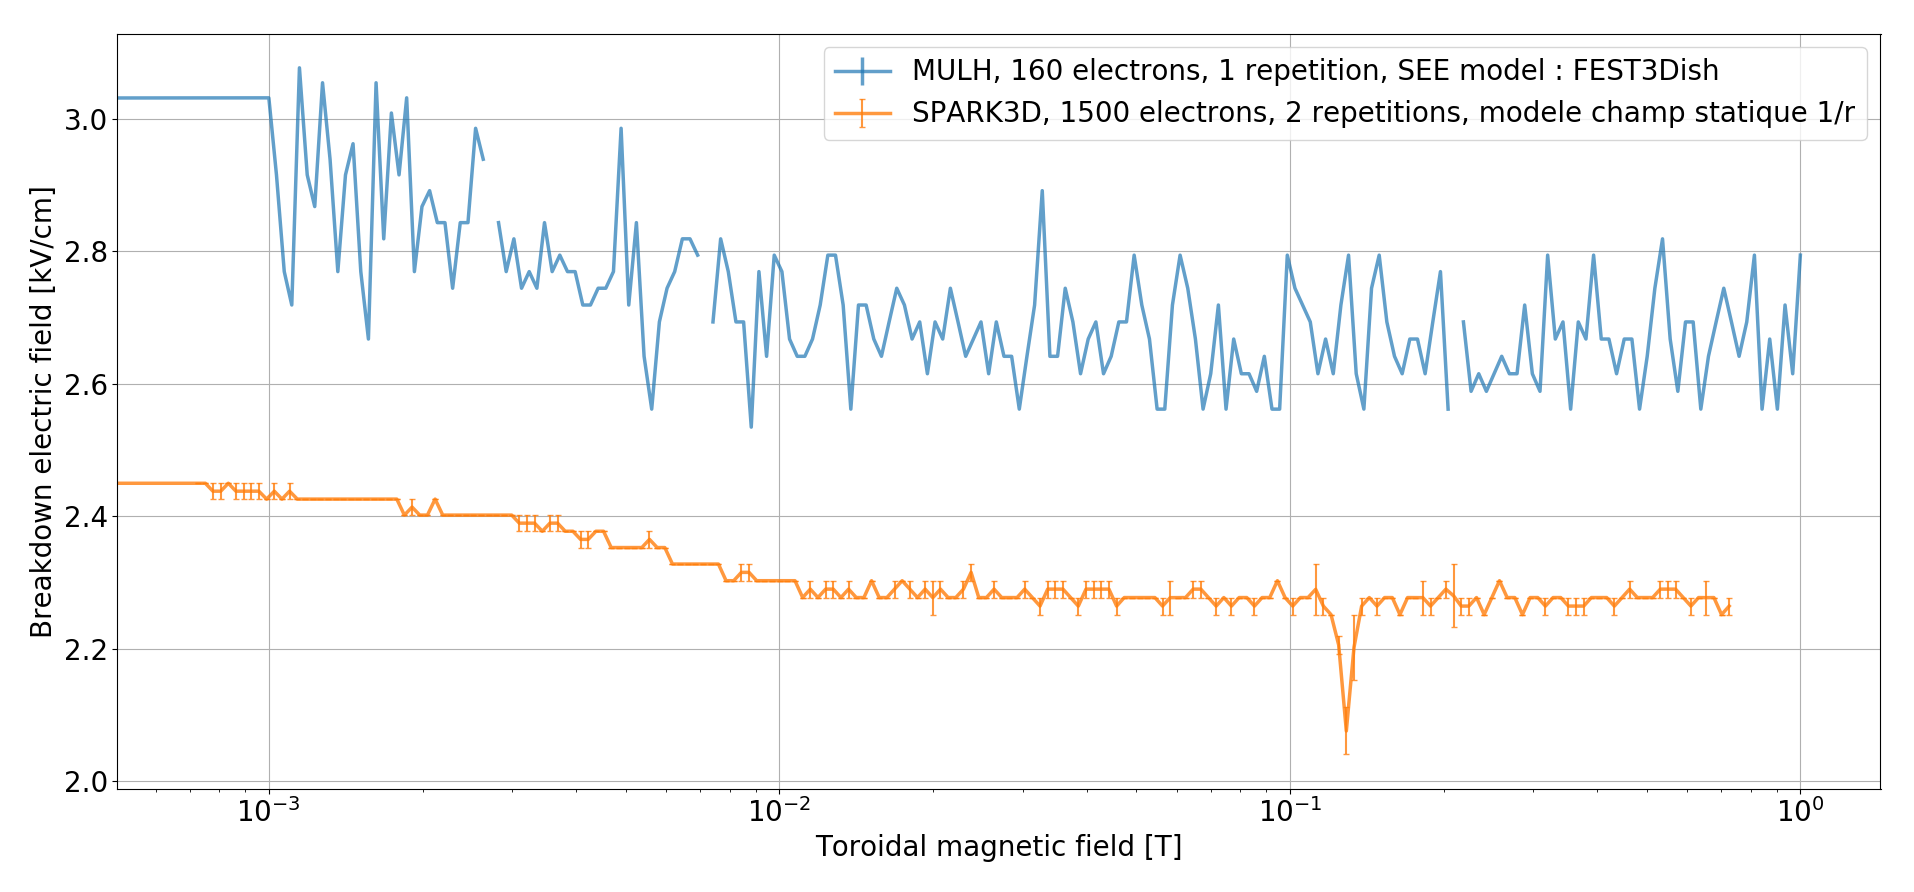 MULH, 160 electrons, 1 repetition, SEE model : FEST3Dish
SPARK3D, 1500 electrons, 2 repetitions, modele champ statique 1/r
Breakdown electric field [kV/cm]
3.0
2.8
2.6
2.4
2.2
2.0
10⁻³ 10⁻² 10⁻¹ 10⁰
Toroidal magnetic field [T]